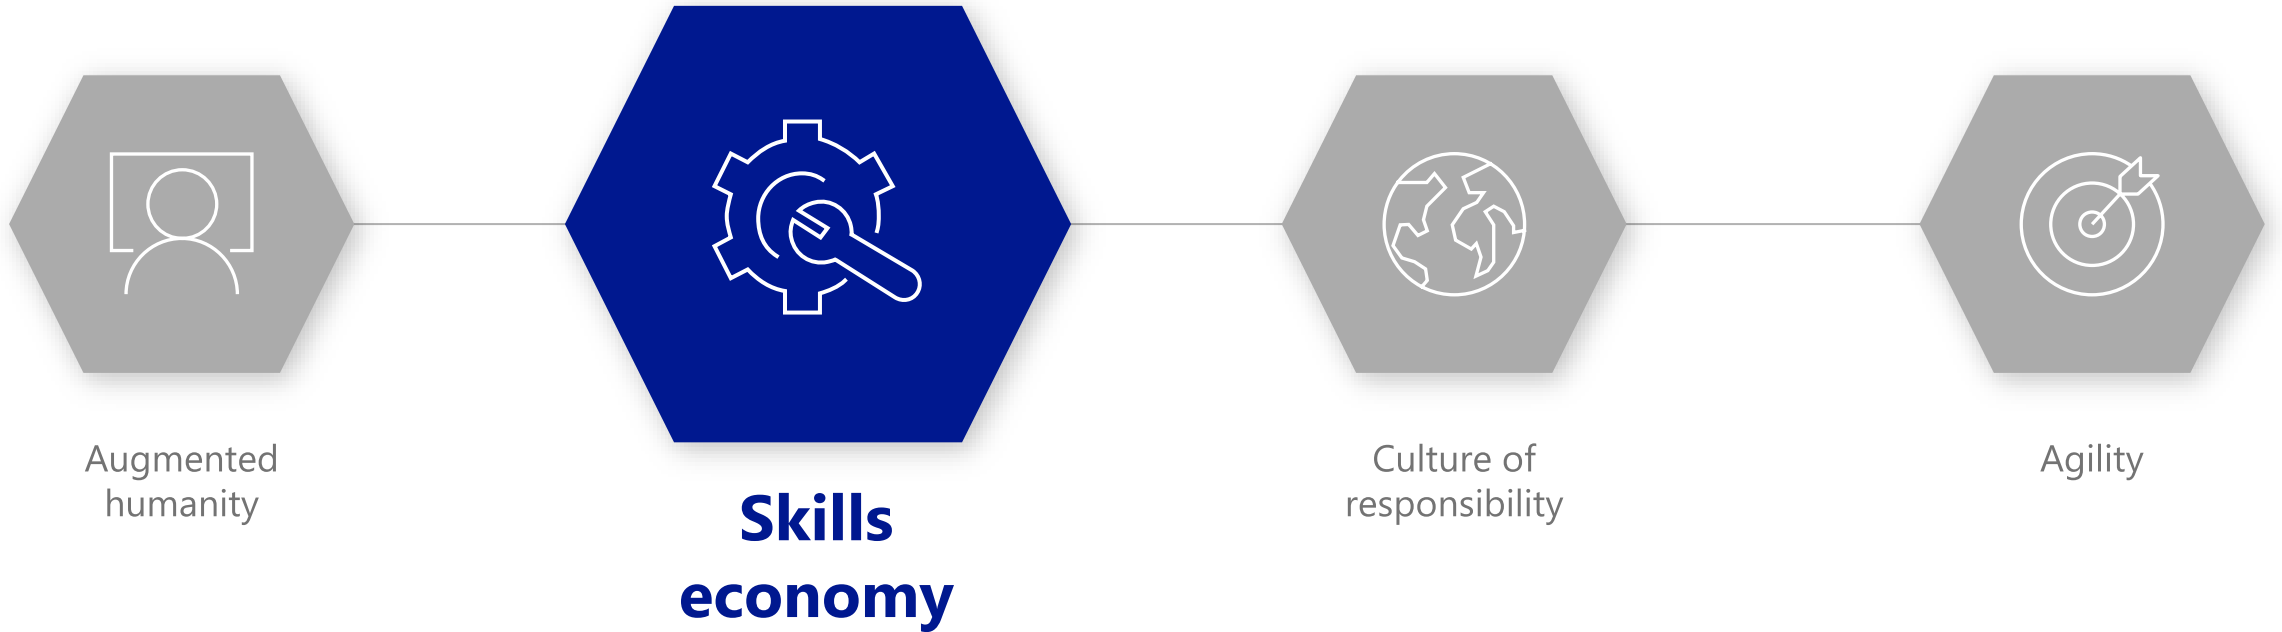 Augmented
humanity
Skills
economy
Culture of
responsibility
Agility